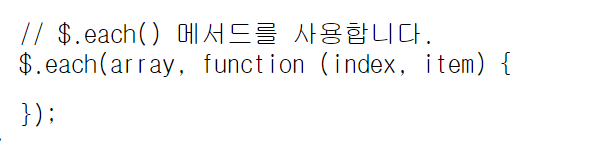 // $.each() 메서드를 사용합니다.
$.each(array, function (index, item) {
});